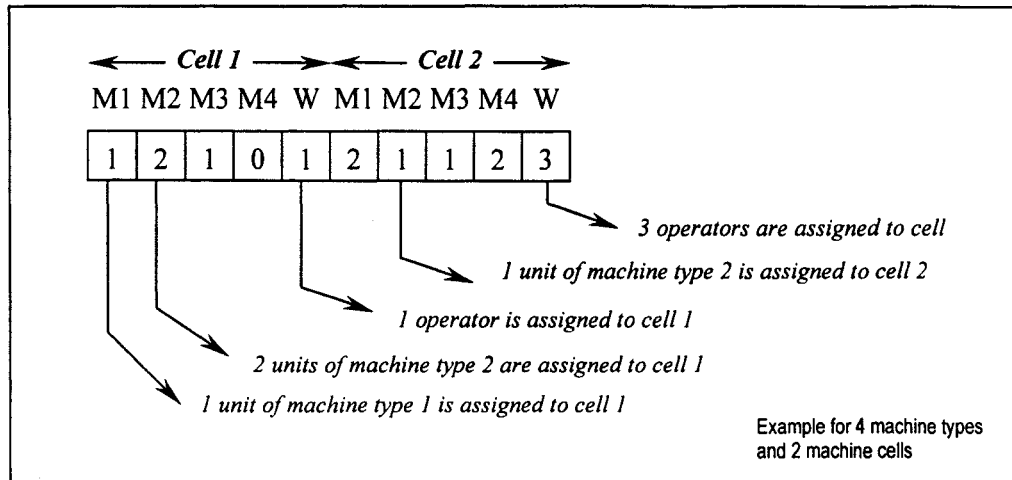 Cell 1 Cell 2
M1 M2 M3 M4 W M1 M2 M3 M4 W
1 2 1 0 1 2 1 1 2 3
3 operators are assigned to cell
1 unit of machine type 2 is assigned to cell 2
1 operator is assigned to cell 1
2 units of machine type 2 are assigned to cell 1
1 unit of machine type 1 is assigned to cell 1
Example for 4 machine types
and 2 machine cells